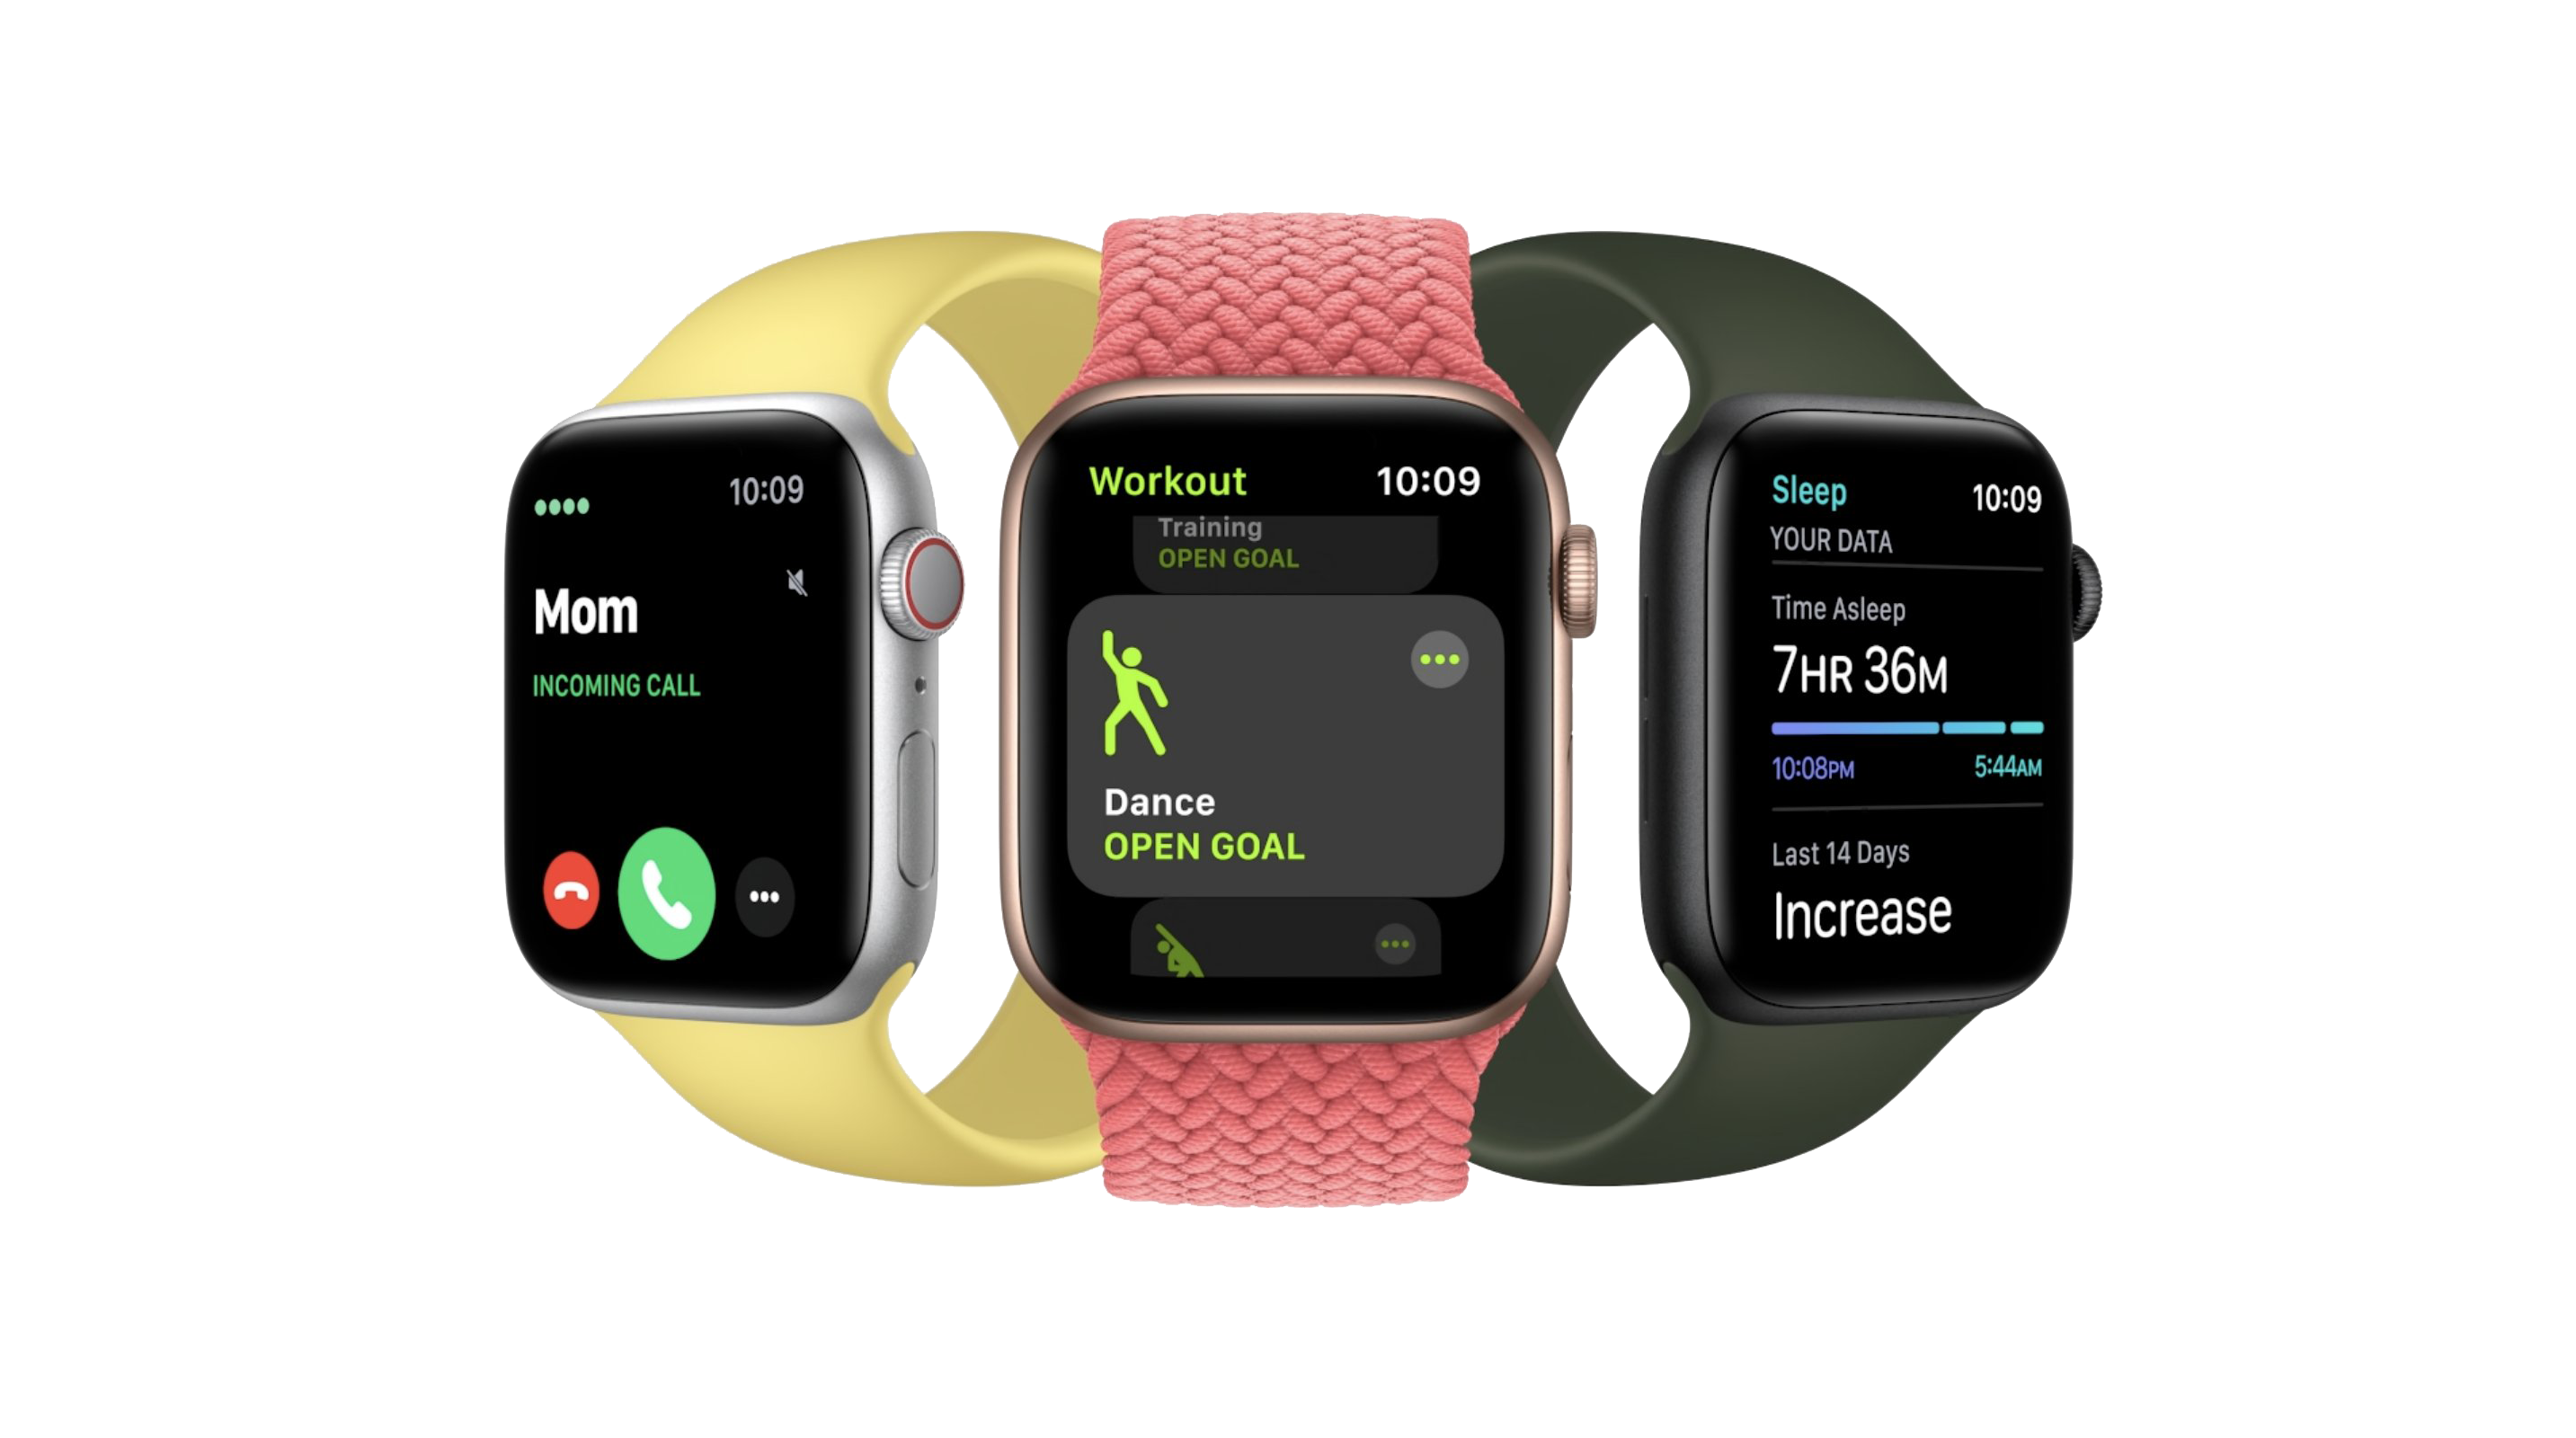 10:09
Mom
INCOMING CALL
Workout 10:09
Training
OPEN GOAL
Dance
OPEN GOAL
Sleep 10:09
YOUR DATA
Time Asleep
7HR 36M
10:08PM 5:44AM
Last 14 Days
Increase